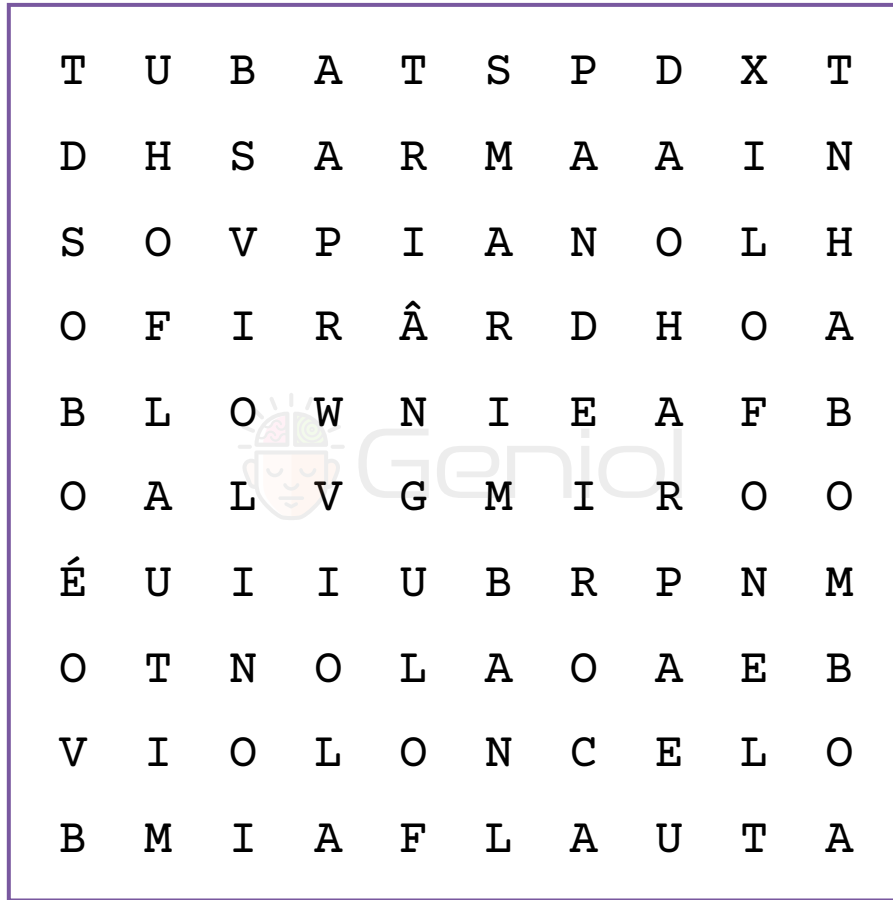 T U B A T S P D X T
D H S A R M A A I N
S O V P I A N O L H
O F I R Â R D H O A
B L O W N I E A F B
O A L V G M I R O O
É U I I U B R P N M
O T N O L A O A E B
V I O L O N C E L O
B M I A F L A U T A
Geniol